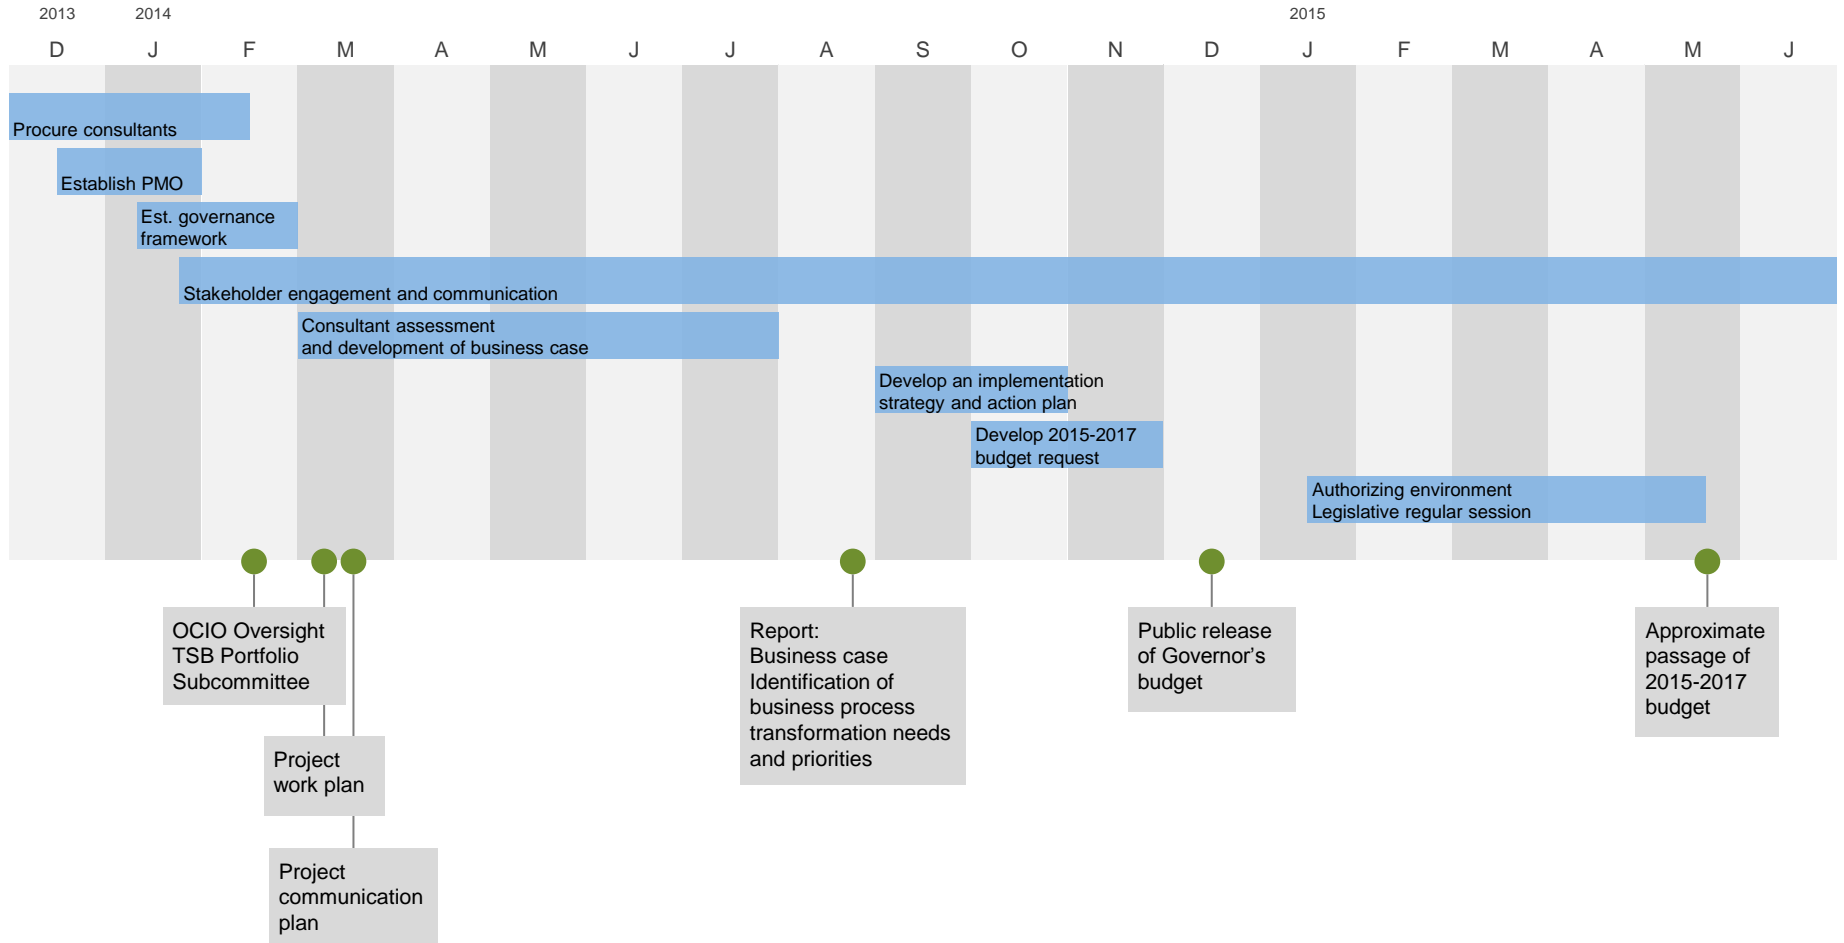 2013 2014 2015
D J F M A M J J A S O N D J F M A M J
Procure consultants
Establish PMO
Est. governance
framework
Stakeholder engagement and communication
Consultant assessment
and development of business case
Develop an implementation
strategy and action plan
Develop 2015-2017
budget request
Authorizing environment
Legislative regular session
OCIO Oversight
TSB Portfolio
Subcommittee
Project
work plan
Project
communication
plan
Report:
Business case
Identification of
business process
transformation needs
and priorities
Public release
of Governor’s
budget
Approximate
passage of
2015-2017
budget